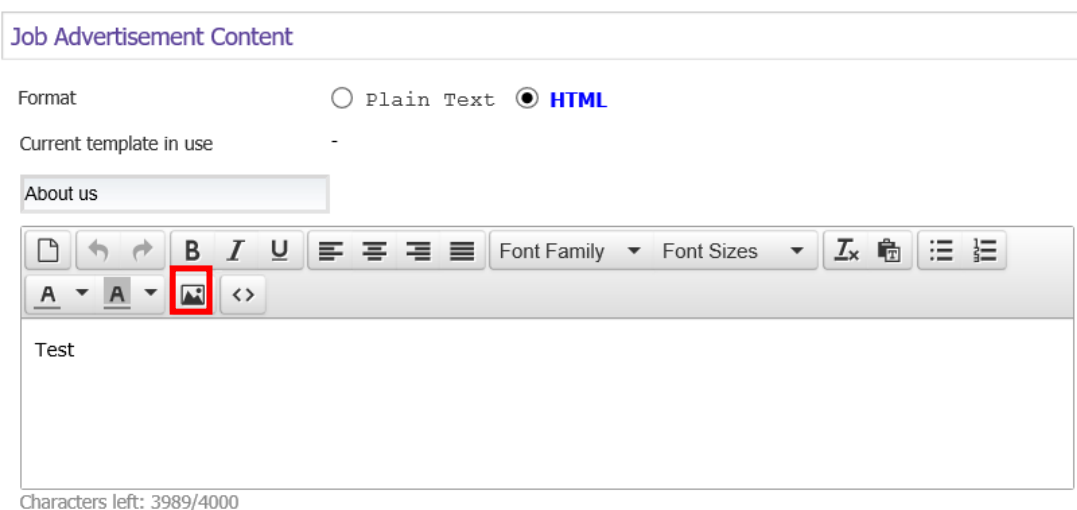 Job Advertisement Content
Format Plain Text HTML
Current template in use -
About us
B I U Font Family Font Sizes Ix
A A <>
Test
Characters left: 3989/4000